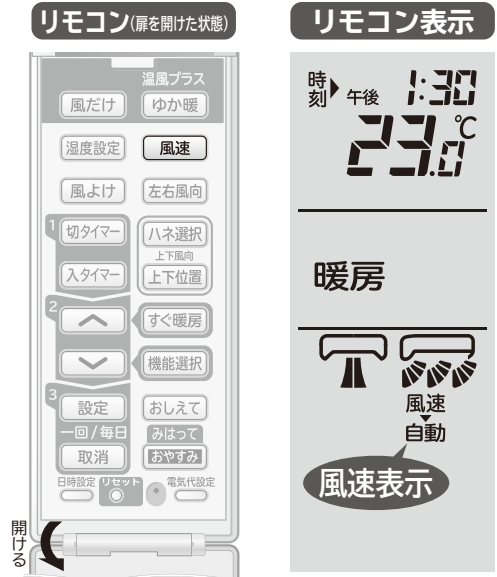 リモコン(扉を開けた状態)
温風プラス
風だけ
ゆか暖
湿度設定
風速
風よけ
左右風向
1
切タイマー
ハネ選択
上下風向
入タイマー
上下位置
2
すぐ暖房
機能選択
3
設定
おしえて
一回/毎日
みはって
取消
おやすみ
日時設定
リセット
電気代設定
開ける
リモコン表示
時刻
午後 1:30
23.0℃
暖房
風速
自動
風速表示